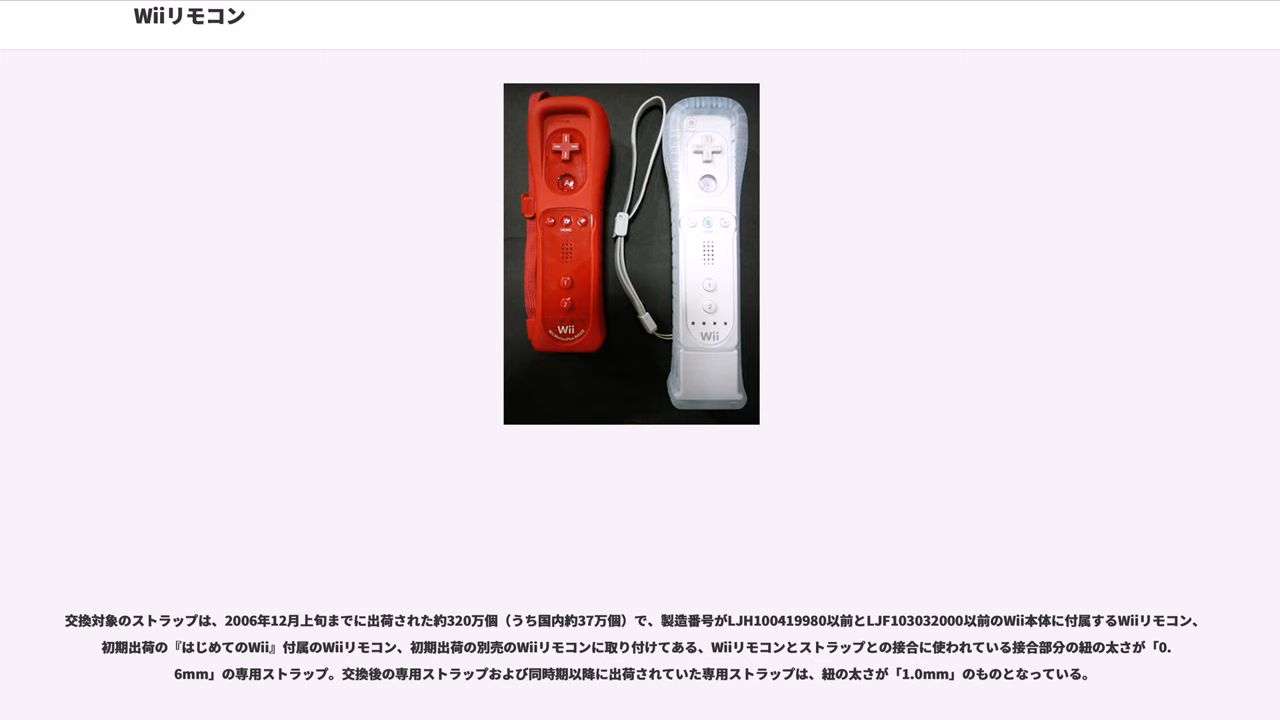 Wiiリモコン
HOME
1
2
Wii
1
2
Wii
交換対象のストラップは、2006年12月上旬までに出荷された約320万個（うち国内約37万個）で、製造番号がLJH100419980以前とLJF103032000以前のWii本体に付属するWiiリモコン、
初期出荷の『はじめてのWii』付属のWiiリモコン、初期出荷の別売のWiiリモコンに取り付けてある、Wiiリモコンとストラップとの接合に使われている接合部分の紐の太さが「0.
6mm」の専用ストラップ。交換後の専用ストラップおよび同時期以降に出荷されていた専用ストラップは、紐の太さが「1.0mm」のものとなっている。